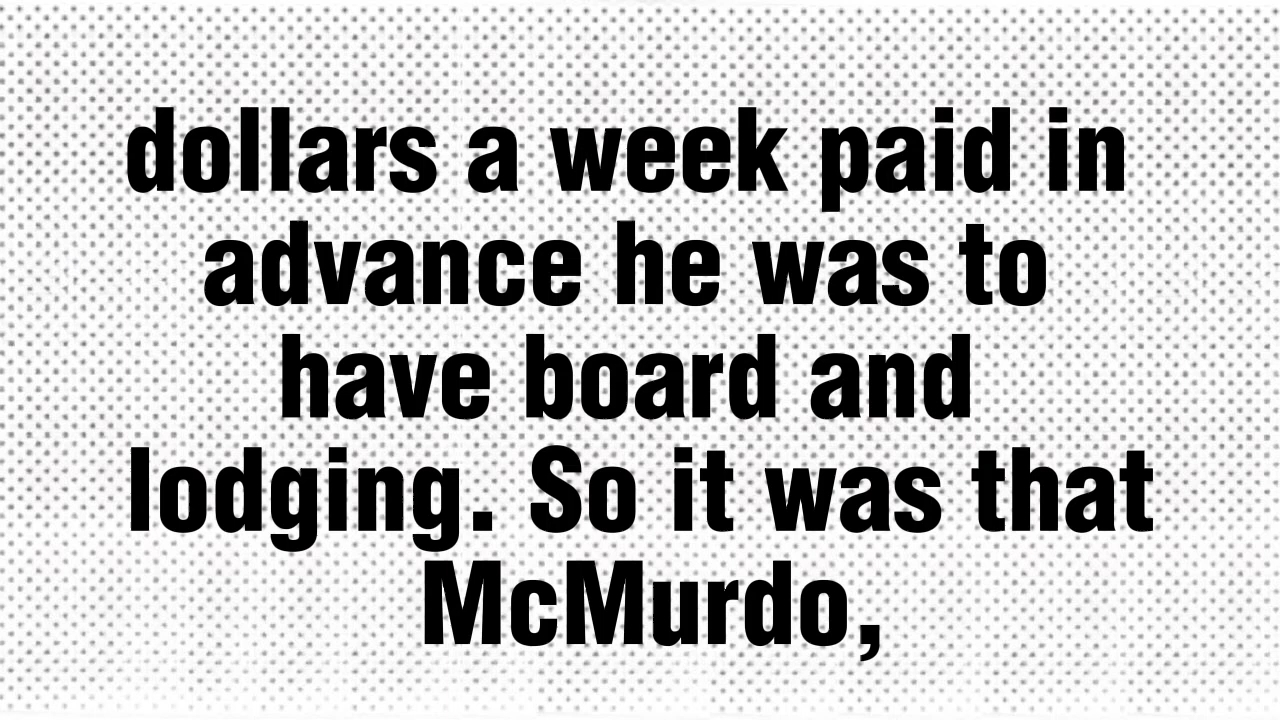 dollars a week paid in
advance he was to
have board and
lodging. So it was that
McMurdo,